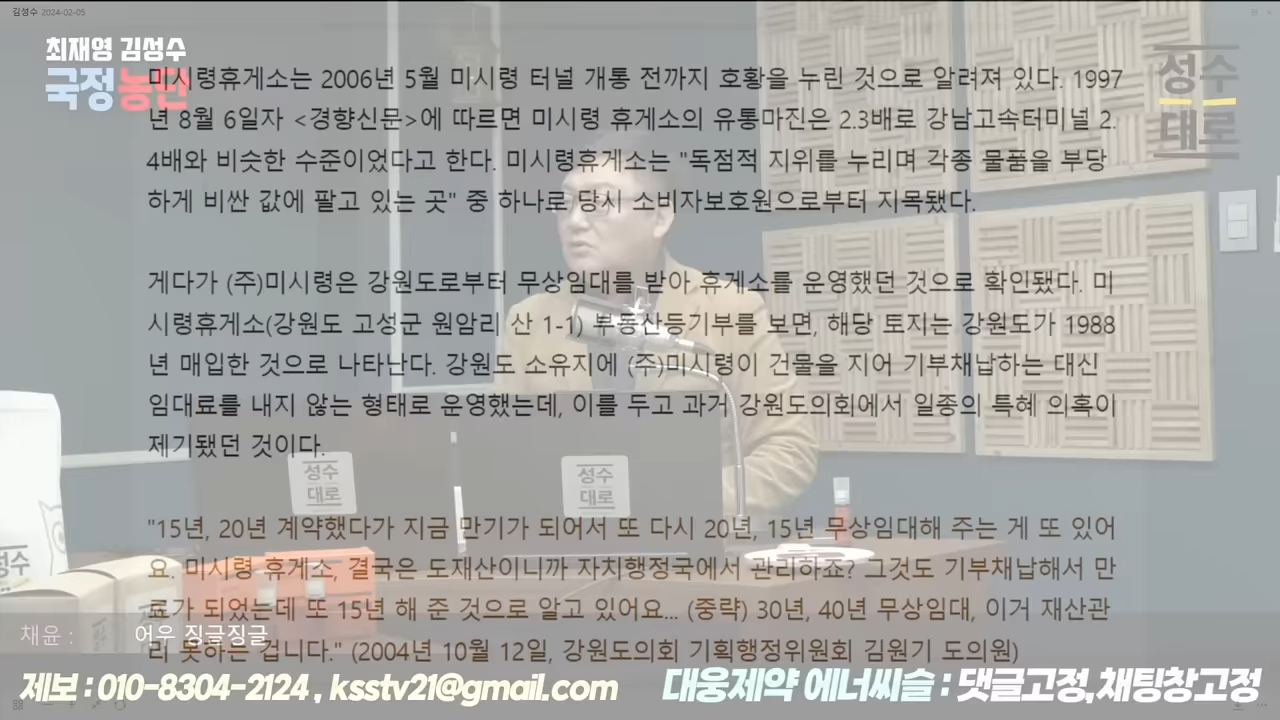 김성수 2024-02-05
최재영 김성수
국정농단
성수
대로
미시령휴게소는 2006년 5월 미시령 터널 개통 전까지 호황을 누린 것으로 알려져 있다. 1997
년 8월 6일자 <경향신문>에 따르면 미시령 휴게소의 유통마진은 2.3배로 강남고속터미널 2.
4배와 비슷한 수준이었다고 한다. 미시령휴게소는 "독점적 지위를 누리며 각종 물품을 부당
하게 비싼 값에 팔고 있는 곳" 중 하나로 당시 소비자보호원으로부터 지목됐다.
게다가 (주)미시령은 강원도로부터 무상임대를 받아 휴게소를 운영했던 것으로 확인됐다. 미
시령휴게소(강원도 고성군 원암리 산 1-1) 부동산등기부를 보면, 해당 토지는 강원도가 1988
년 매입한 것으로 나타난다. 강원도 소유지에 (주)미시령이 건물을 지어 기부채납하는 대신
임대료를 내지 않는 형태로 운영했는데, 이를 두고 과거 강원도의회에서 일종의 특혜 의혹이
제기됐던 것이다.
성수
대로
성수
대로
"15년, 20년 계약했다가 지금 만기가 되어서 또 다시 20년, 15년 무상임대해 주는 게 또 있어
요. 미시령 휴게소, 결국은 도재산이니까 자치행정국에서 관리하죠? 그것도 기부채납해서 만
료가 되었는데 또 15년 해 준 것으로 알고 있어요... (중략) 30년, 40년 무상임대, 이거 재산관
리 못하는 겁니다." (2004년 10월 12일, 강원도의회 기획행정위원회 김원기 도의원)
성수
채윤 : 어우 징글징글
제보 : 010-8304-2124 , ksstv21@gmail.com
대웅제약 에너씨슬 : 댓글고정,채팅창고정